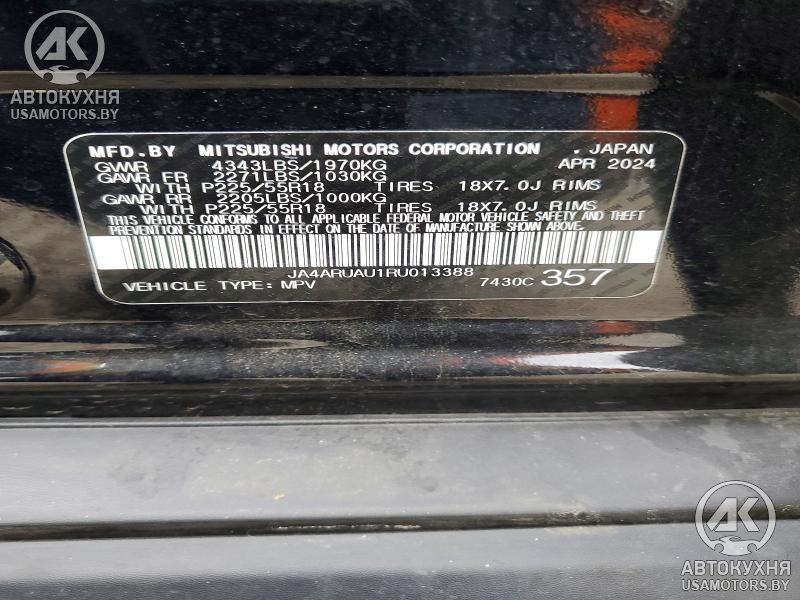 AK
АВТОКУХНЯ
USAMOTORS.BY
MFD.BY MITSUBISHI MOTORS CORPORATION . JAPAN
GVWR 4343LBS/1970KG APR 2024
GAWR FR 2271LBS/1030KG
WITH P225/55R18 TIRES 18X7.0J RIMS
GAWR RR 2205LBS/1000KG
WITH P225/55R18 TIRES 18X7.0J RIMS
THIS VEHICLE CONFORMS TO ALL APPLICABLE FEDERAL MOTOR VEHICLE SAFETY AND THEFT
PREVENTION STANDARDS IN EFFECT ON THE DATE OF MANUFACTURE SHOWN ABOVE.
JA4ARUAU1RU013388
VEHICLE TYPE: MPV 7430C 357
AK
АВТОКУХНЯ
USAMOTORS.BY